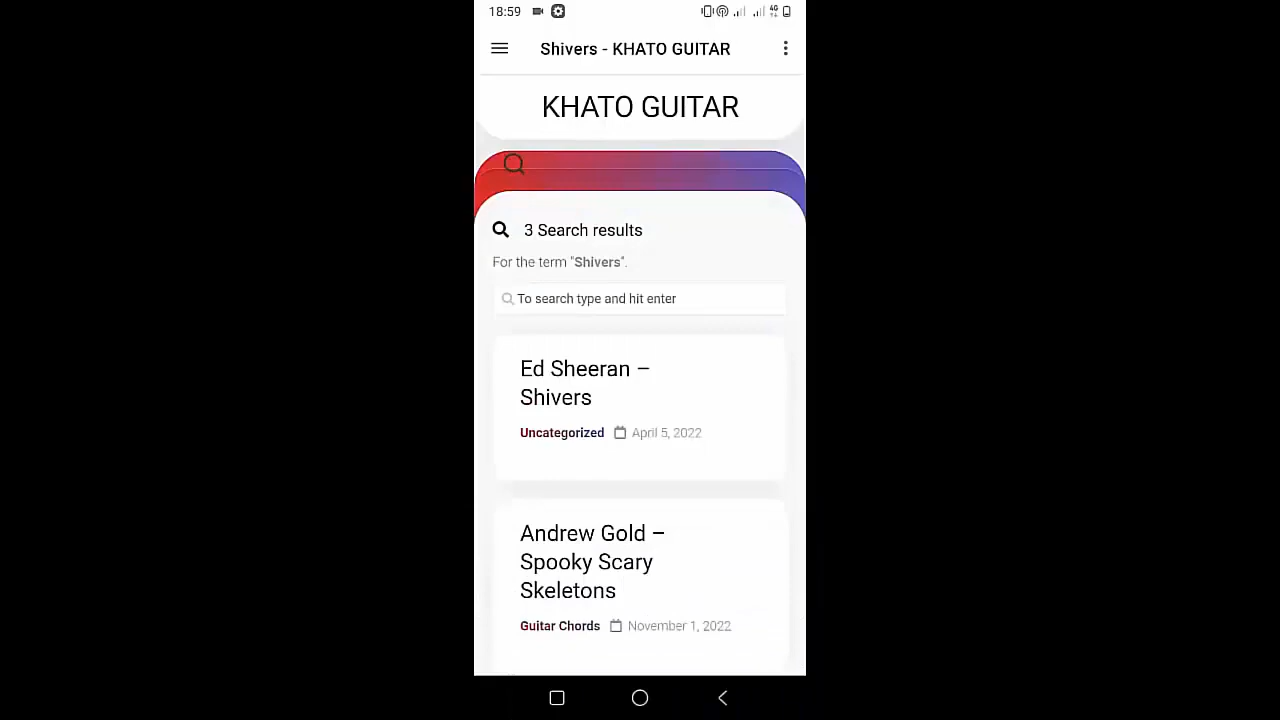 18:59
4G
Shivers - KHATO GUITAR
KHATO GUITAR
3 Search results
For the term "Shivers".
To search type and hit enter
Ed Sheeran –
Shivers
Uncategorized April 5, 2022
Andrew Gold –
Spooky Scary
Skeletons
Guitar Chords November 1, 2022